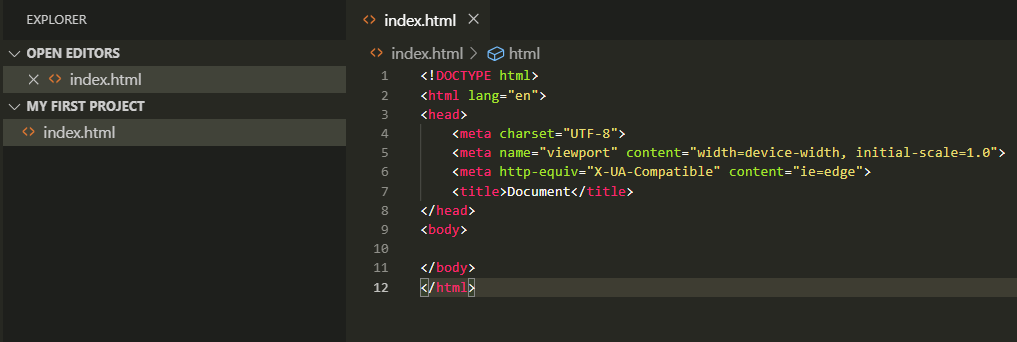 EXPLORER
OPEN EDITORS
index.html
MY FIRST PROJECT
index.html
index.html
index.html > html
1 <!DOCTYPE html>
2 <html lang="en">
3 <head>
4     <meta charset="UTF-8">
5     <meta name="viewport" content="width=device-width, initial-scale=1.0">
6     <meta http-equiv="X-UA-Compatible" content="ie=edge">
7     <title>Document</title>
8 </head>
9 <body>
10
11 </body>
12 </html>